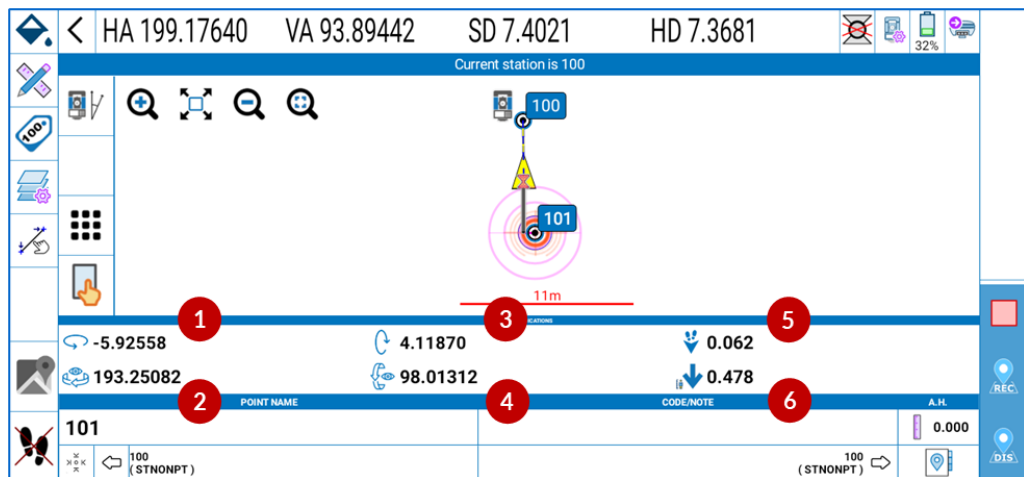 HA 199.17640 VA 93.89442 SD 7.4021 HD 7.3681
32%
Current station is 100
100
100
101
11m
1 3 5
-5.92558 4.11870 0.062
193.25082 98.01312 0.478
2 4 6
POINT NAME CODE/NOTE A.H.
101 0.000
100 100
(STNONPT) (STNONPT)
REC
DIS